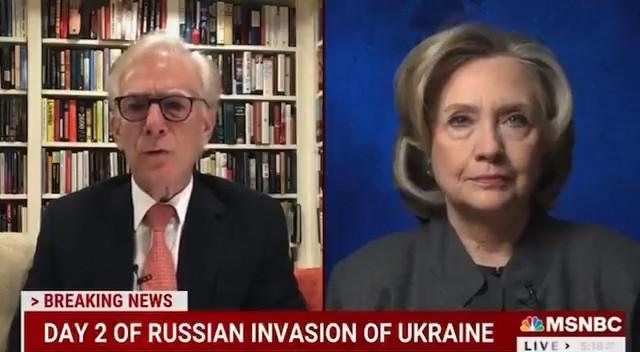 > BREAKING NEWS
DAY 2 OF RUSSIAN INVASION OF UKRAINE
MSNBC
LIVE >